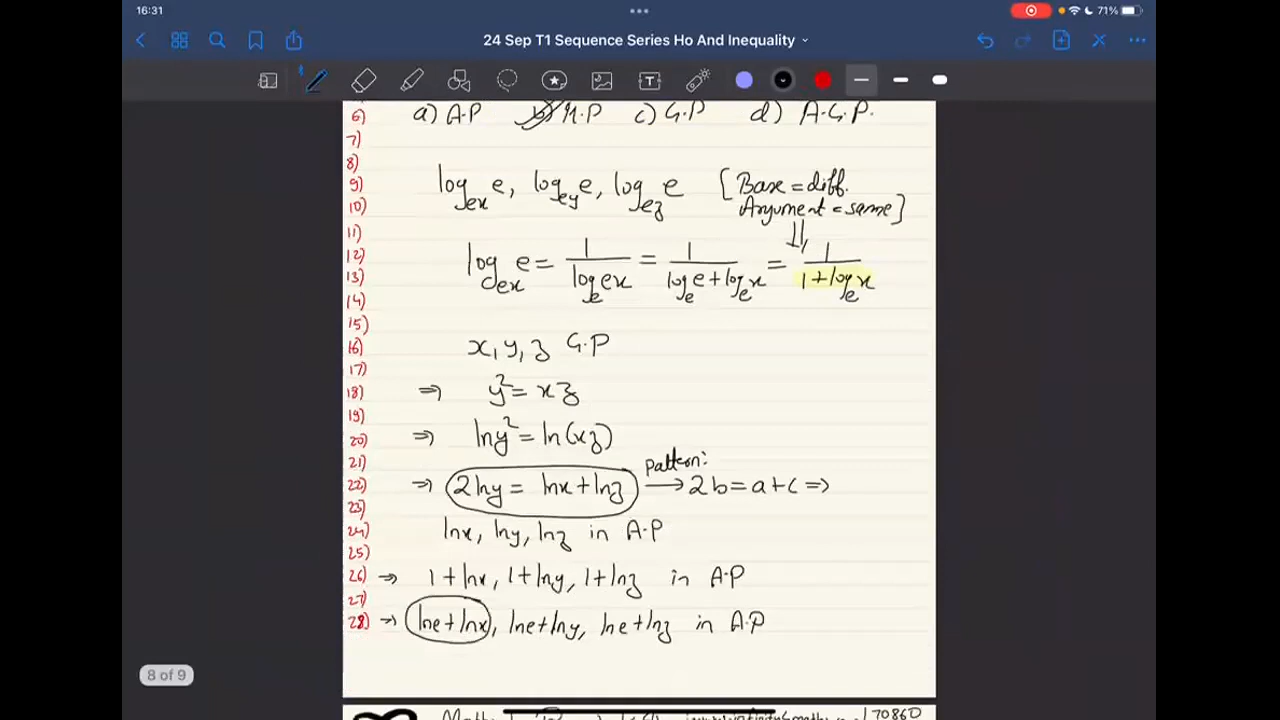 16:31
71%
24 Sep T1 Sequence Series Ho And Inequality
6) a) A.P b) H.P c) G.P d) A.G.P.
7)
8)
9) log_ex e, log_ey e, log_ez e [Base = diff.
10) Argument = same]
11)
12) log_ex e = 1/(log_e ex) = 1/(log_e e + log_e x) = 1/(1 + log_e x)
13)
14)
15)
16) x, y, z G.P
17)
18) ⇒ y² = xz
19)
20) ⇒ lny² = ln(xz)
21) pattern:
22) ⇒ 2lny = lnx + lnz → 2b = a+c ⇒
23)
24) lnx, lny, lnz in A.P
25)
26) ⇒ 1+lnx, 1+lny, 1+lnz in A.P
27)
28) ⇒ lne+lnx, lne+lny, lne+lnz in A.P
8 of 9